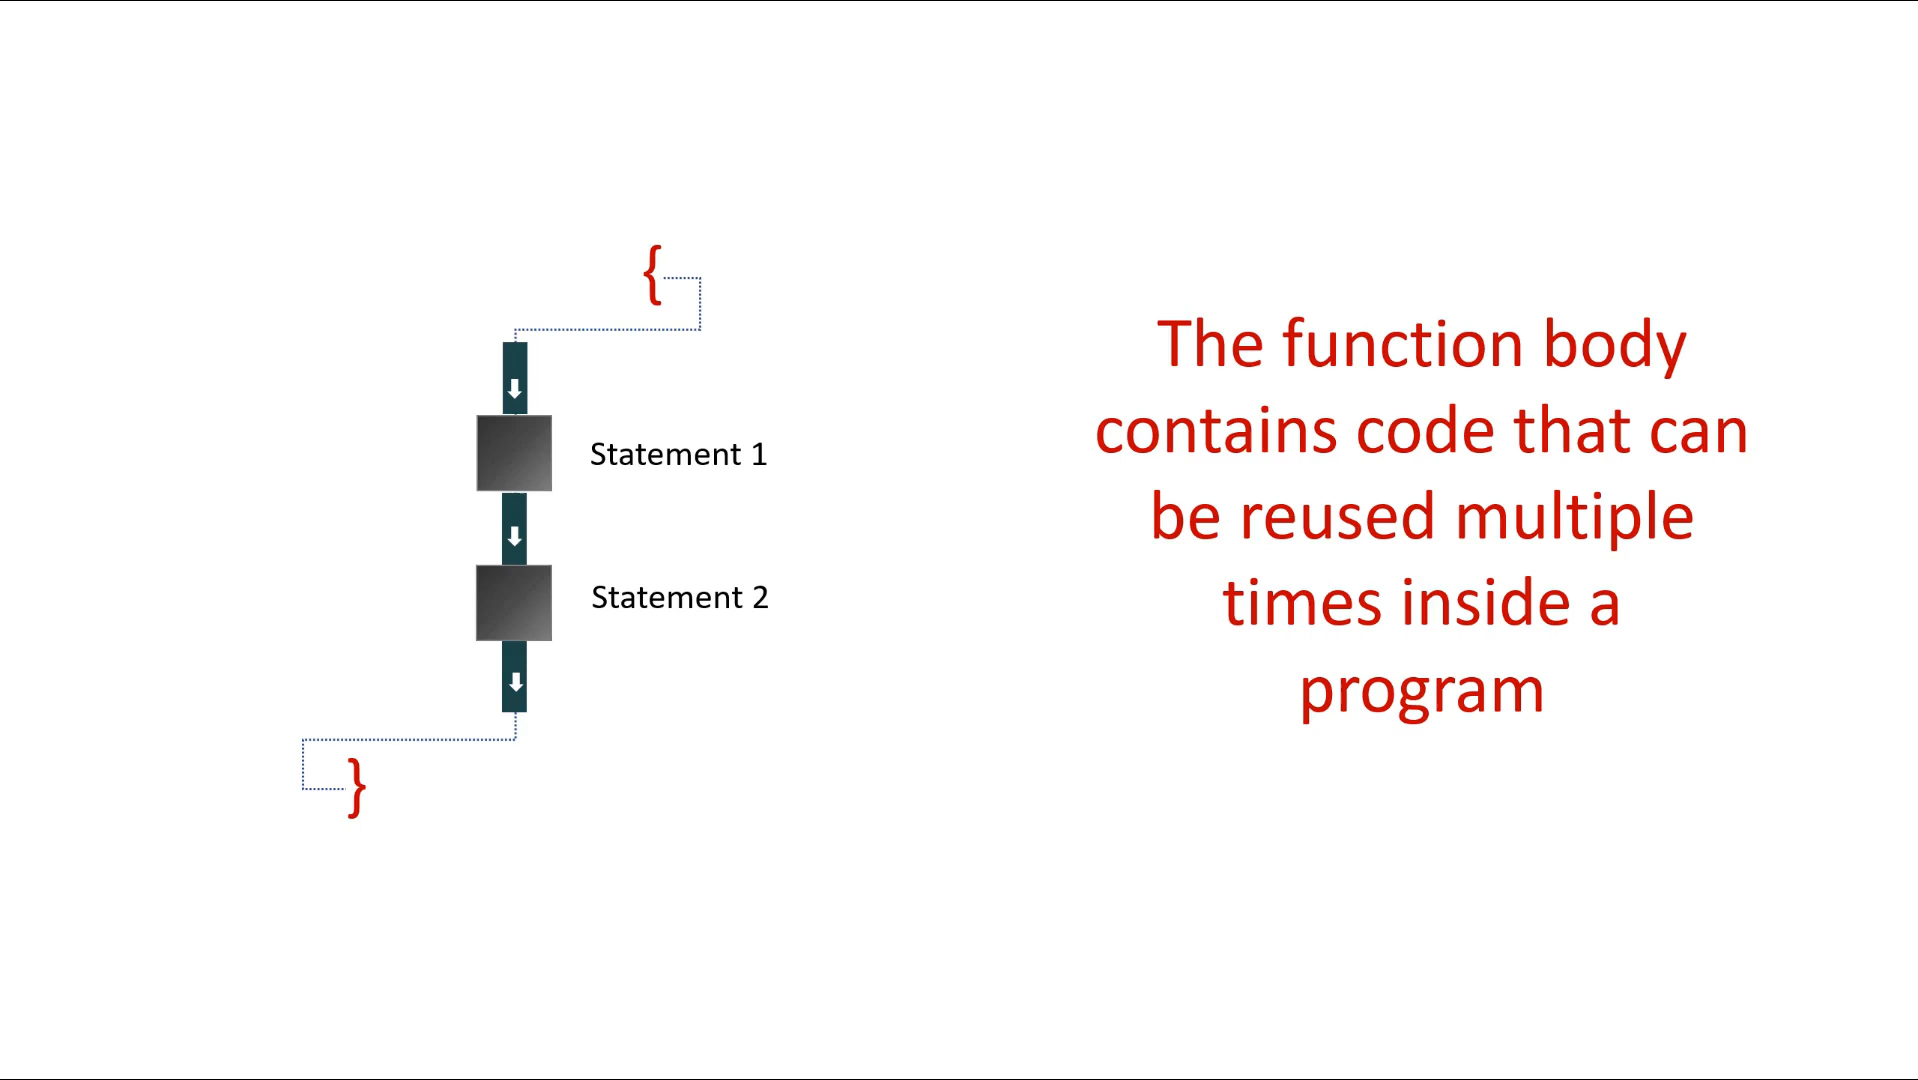 {
Statement 1
Statement 2
}
The function body
contains code that can
be reused multiple
times inside a
program